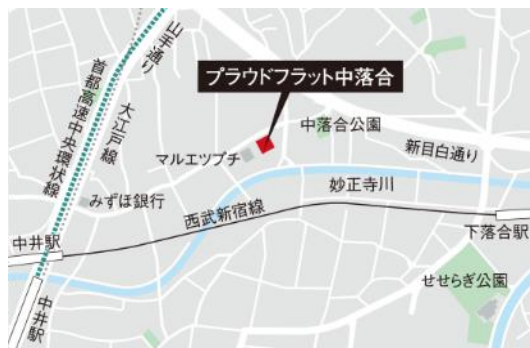 山手通り
プラウドフラット中落合
首都高速中央環状線
大江戸線
中落合公園
新目白通り
マルエツプチ
みずほ銀行
妙正寺川
西武新宿線
中井駅
下落合駅
せせらぎ公園
中井駅